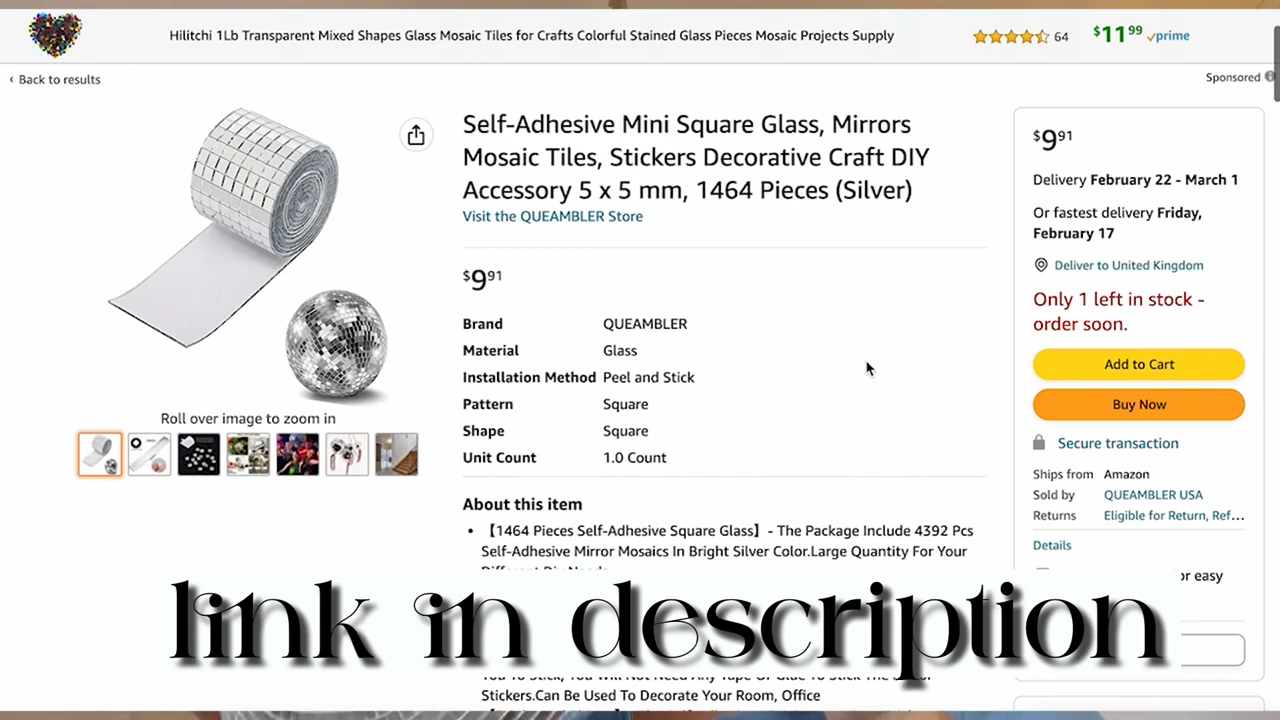 Hilitchi 1Lb Transparent Mixed Shapes Glass Mosaic Tiles for Crafts Colorful Stained Glass Pieces Mosaic Projects Supply
64
$11 99
prime
‹ Back to results
Sponsored
Self-Adhesive Mini Square Glass, Mirrors
Mosaic Tiles, Stickers Decorative Craft DIY
Accessory 5 x 5 mm, 1464 Pieces (Silver)
Visit the QUEAMBLER Store
$9 91
Brand QUEAMBLER
Material Glass
Installation Method Peel and Stick
Pattern Square
Shape Square
Unit Count 1.0 Count
About this item
• 【1464 Pieces Self-Adhesive Square Glass】- The Package Include 4392 Pcs
Self-Adhesive Mirror Mosaics In Bright Silver Color.Large Quantity For Your
Stickers.Can Be Used To Decorate Your Room, Office
Roll over image to zoom in
$9 91
Delivery February 22 - March 1
Or fastest delivery Friday,
February 17
Deliver to United Kingdom
Only 1 left in stock -
order soon.
Add to Cart
Buy Now
Secure transaction
Ships from Amazon
Sold by QUEAMBLER USA
Returns Eligible for Return, Ref...
Details
or easy
link in description